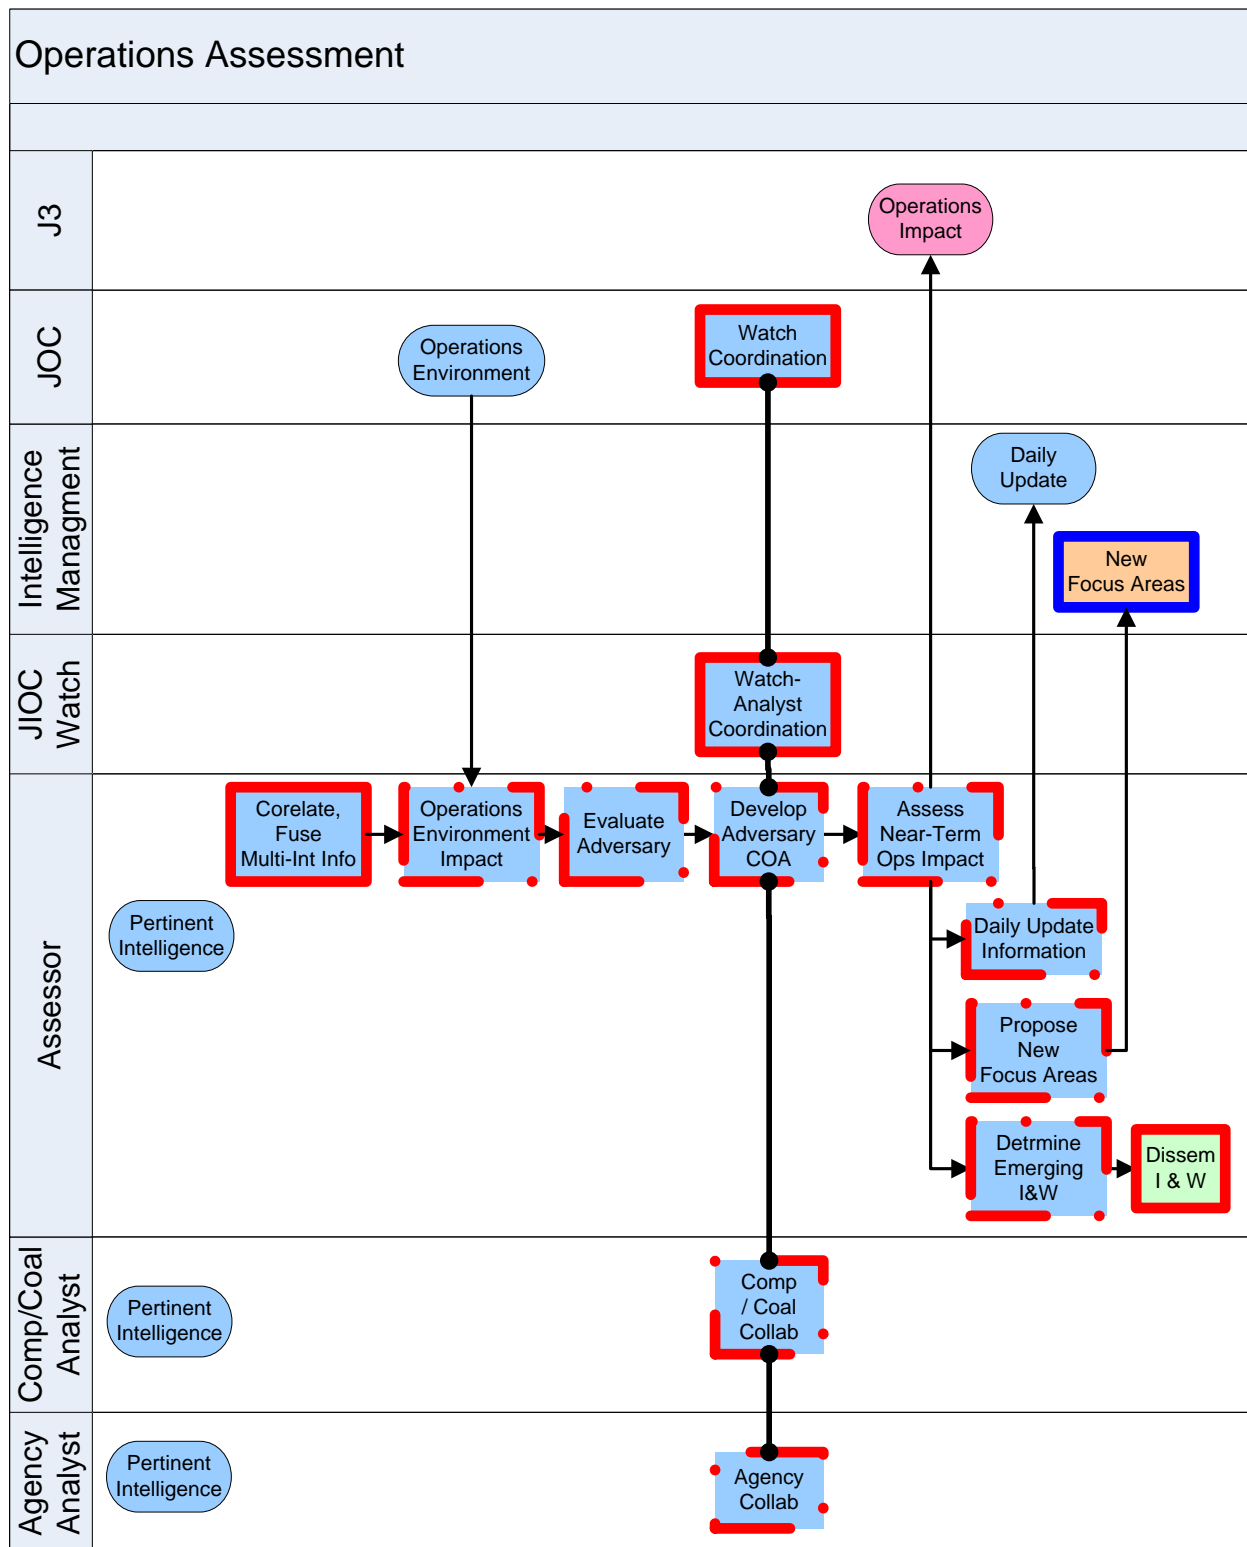 Operations Assessment
J3
Operations
Impact
JOC
Operations
Environment
Watch
Coordination
Intelligence
Managment
Daily
Update
New
Focus Areas
JIOC
Watch
Watch-
Analyst
Coordination
Assessor
Corelate,
Fuse
Multi-Int Info
Operations
Environment
Impact
Evaluate
Adversary
Develop
Adversary
COA
Assess
Near-Term
Ops Impact
Pertinent
Intelligence
Daily Update
Information
Propose
New
Focus Areas
Detrmine
Emerging
I&W
Dissem
I & W
Comp/Coal
Analyst
Pertinent
Intelligence
Comp
/ Coal
Collab
Agency
Analyst
Pertinent
Intelligence
Agency
Collab